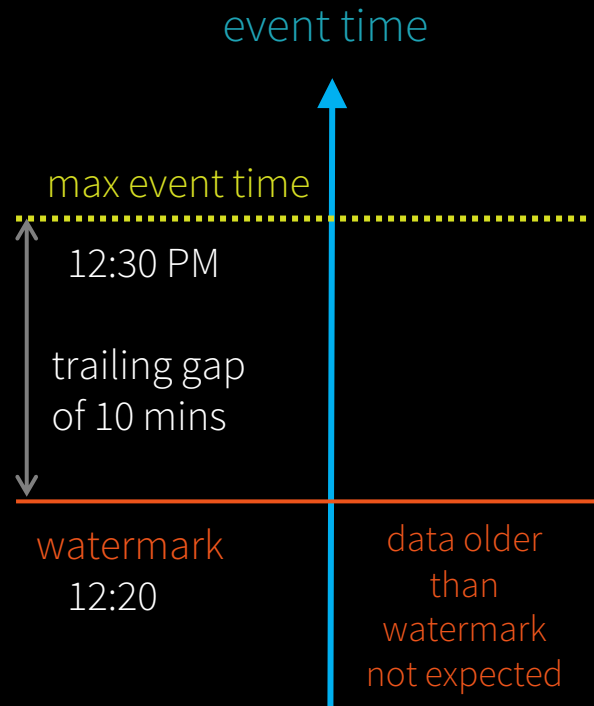 event time
max event time
12:30 PM
trailing gap
of 10 mins
watermark
12:20
data older
than
watermark
not expected